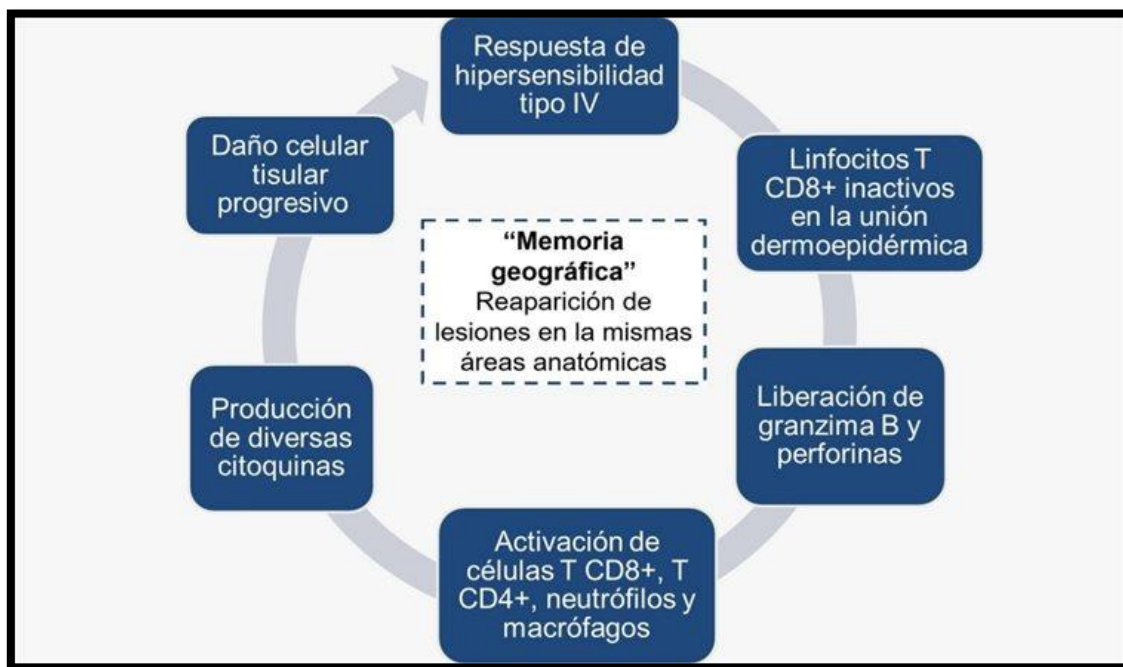 Respuesta de
hipersensibilidad
tipo IV
Linfocitos T
CD8+ inactivos
en la unión
dermoepidérmica
Liberación de
granzima B y
perforinas
Activación de
células T CD8+, T
CD4+, neutrófilos y
macrófagos
Producción
de diversas
citoquinas
Daño celular
tisular
progresivo
“Memoria
geográfica”
Reaparición de
lesiones en la mismas
áreas anatómicas